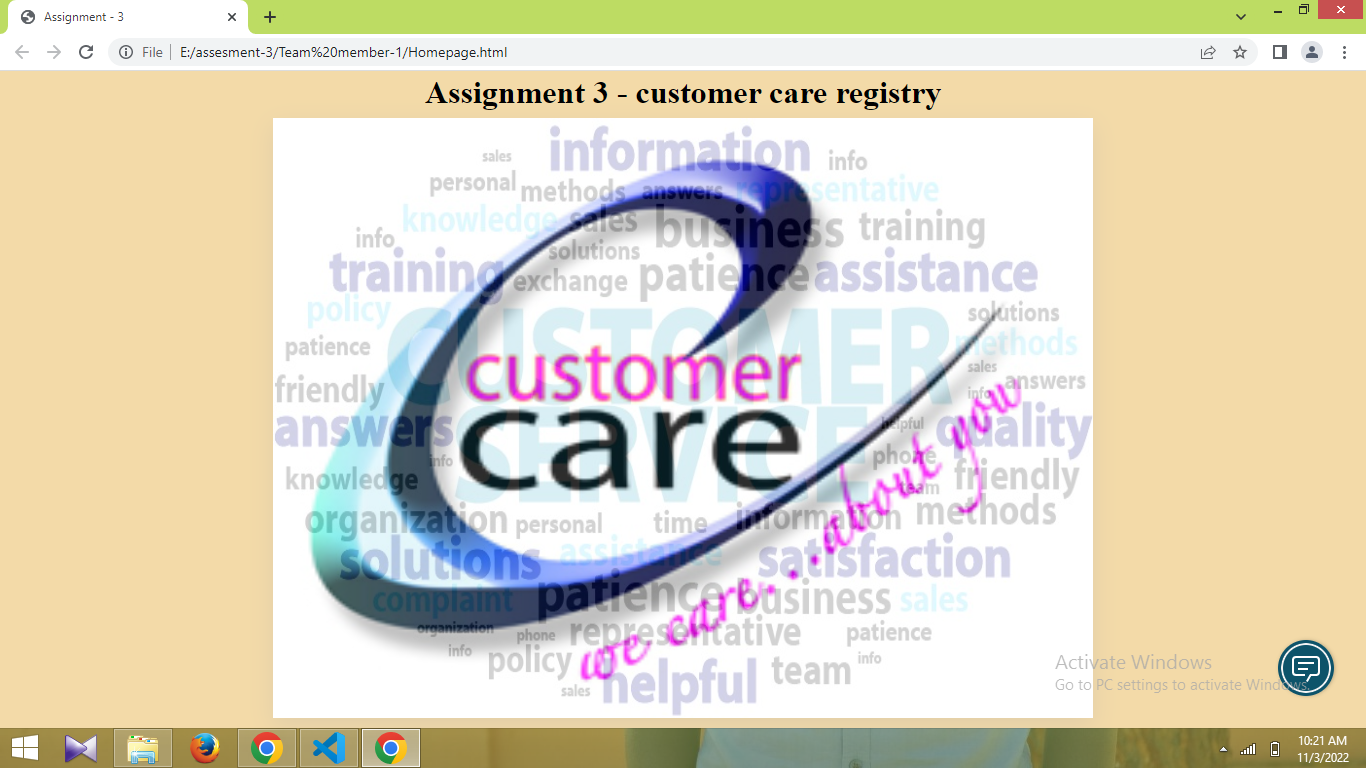 Assignment - 3
File
E:/assesment-3/Team%20member-1/Homepage.html
Assignment 3 - customer care registry
information
sales
info
personal
methods
answers
representative
knowledge
sales
business
training
info
solutions
training
exchange
patience
assistance
policy
CUSTOMER
solutions
patience
methods
customer
sales
friendly
info
answers
answers
care
SERVICE
helpful
quality
info
phone
knowledge
team
friendly
organization
personal
time
information
methods
solutions
assistance
satisfaction
we care...about you
complaint
patience
business
sales
organization
phone
representative
patience
info
policy
team
info
sales
helpful
Activate Windows
Go to PC settings to activate Windows.
10:21 AM
11/3/2022